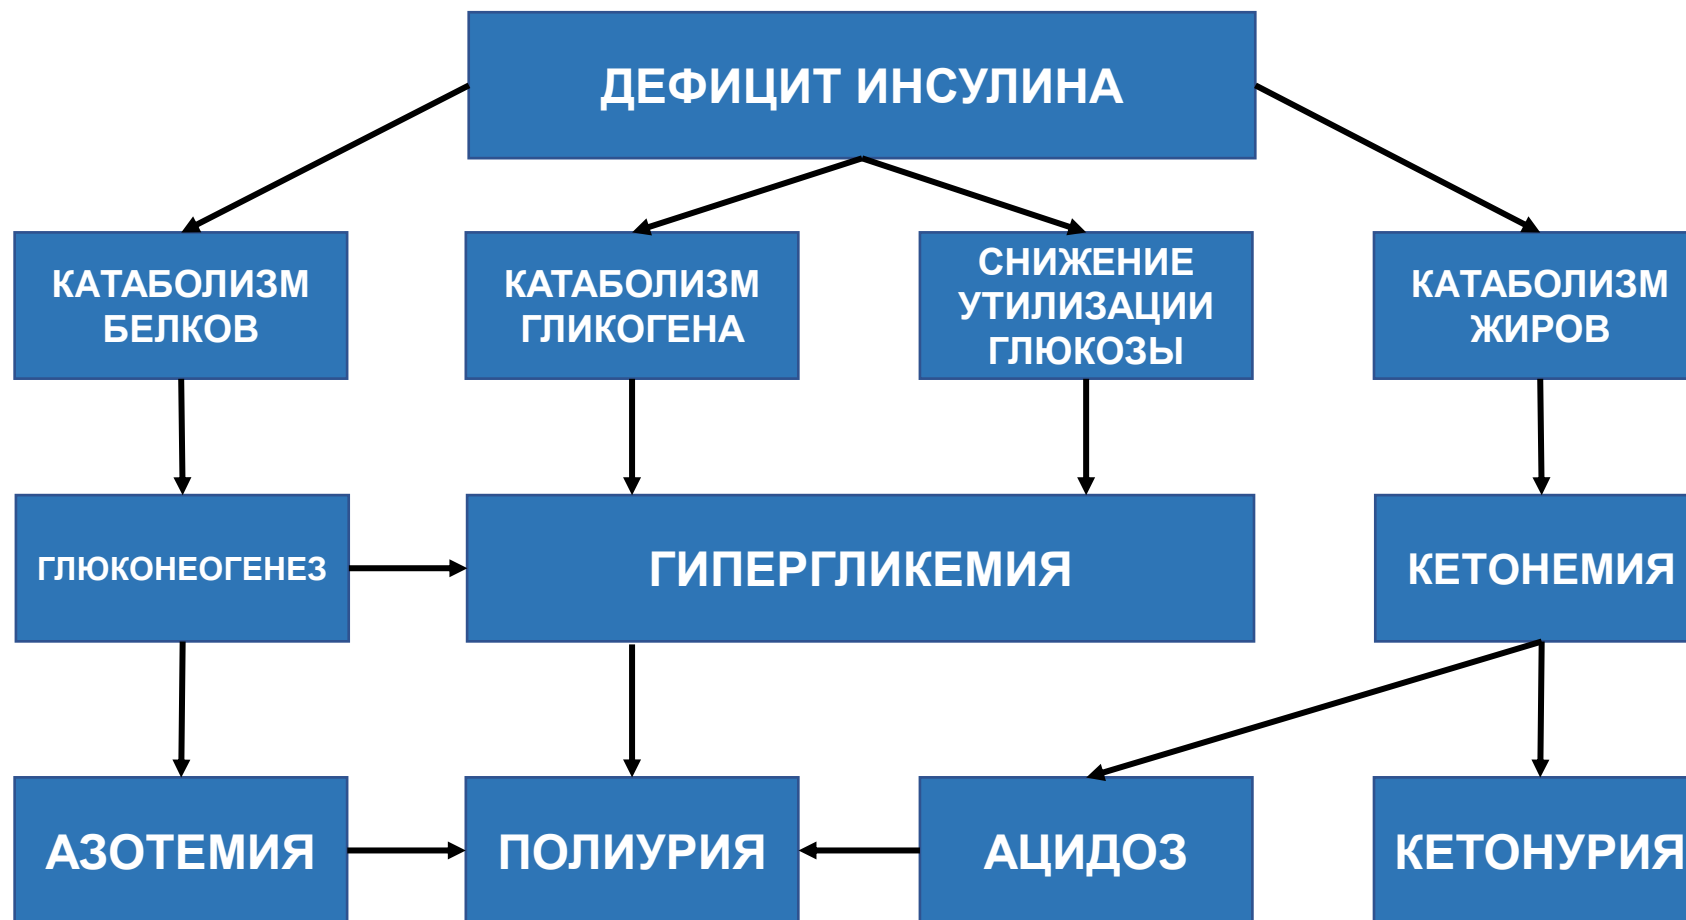 ДЕФИЦИТ ИНСУЛИНА
КАТАБОЛИЗМ
БЕЛКОВ
КАТАБОЛИЗМ
ГЛИКОГЕНА
СНИЖЕНИЕ
УТИЛИЗАЦИИ
ГЛЮКОЗЫ
КАТАБОЛИЗМ
ЖИРОВ
ГЛЮКОНЕОГЕНЕЗ
ГИПЕРГЛИКЕМИЯ
КЕТОНЕМИЯ
АЗОТЕМИЯ
ПОЛИУРИЯ
АЦИДОЗ
КЕТОНУРИЯ